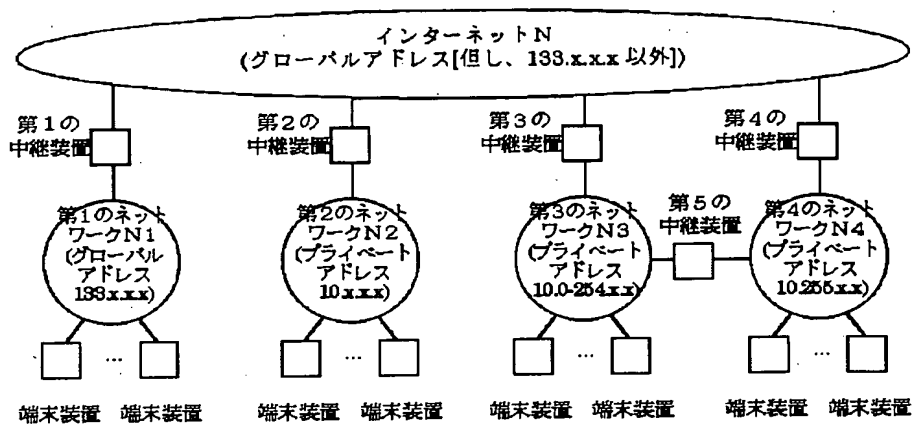 インターネットN
(グローバルアドレス[但し、133.x.x.x 以外])
第1の
中継装置
第2の
中継装置
第3の
中継装置
第4の
中継装置
第1のネット
ワークN1
(グローバル
アドレス
133.x.x.x)
第2のネット
ワークN2
(プライベート
アドレス
10.x.x.x)
第3のネット
ワークN3
(プライベート
アドレス
10.0-254.x.x)
第5の
中継装置
第4のネット
ワークN4
(プライベート
アドレス
10.255.x.x)
... ... ... ...
端末装置 端末装置 端末装置 端末装置 端末装置 端末装置 端末装置 端末装置